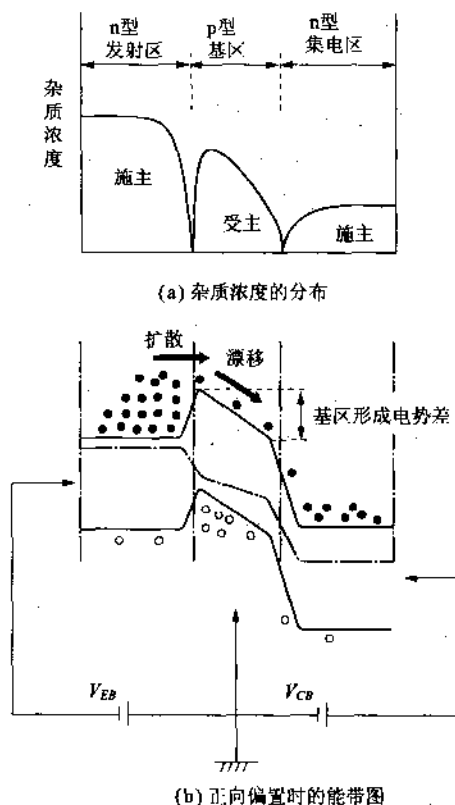 n型 p型 n型
发射区 基区 集电区
杂质浓度
施主
受主
施主
(a) 杂质浓度的分布
扩散
漂移
基区形成电势差
V_EB V_CB
(b) 正向偏置时的能带图